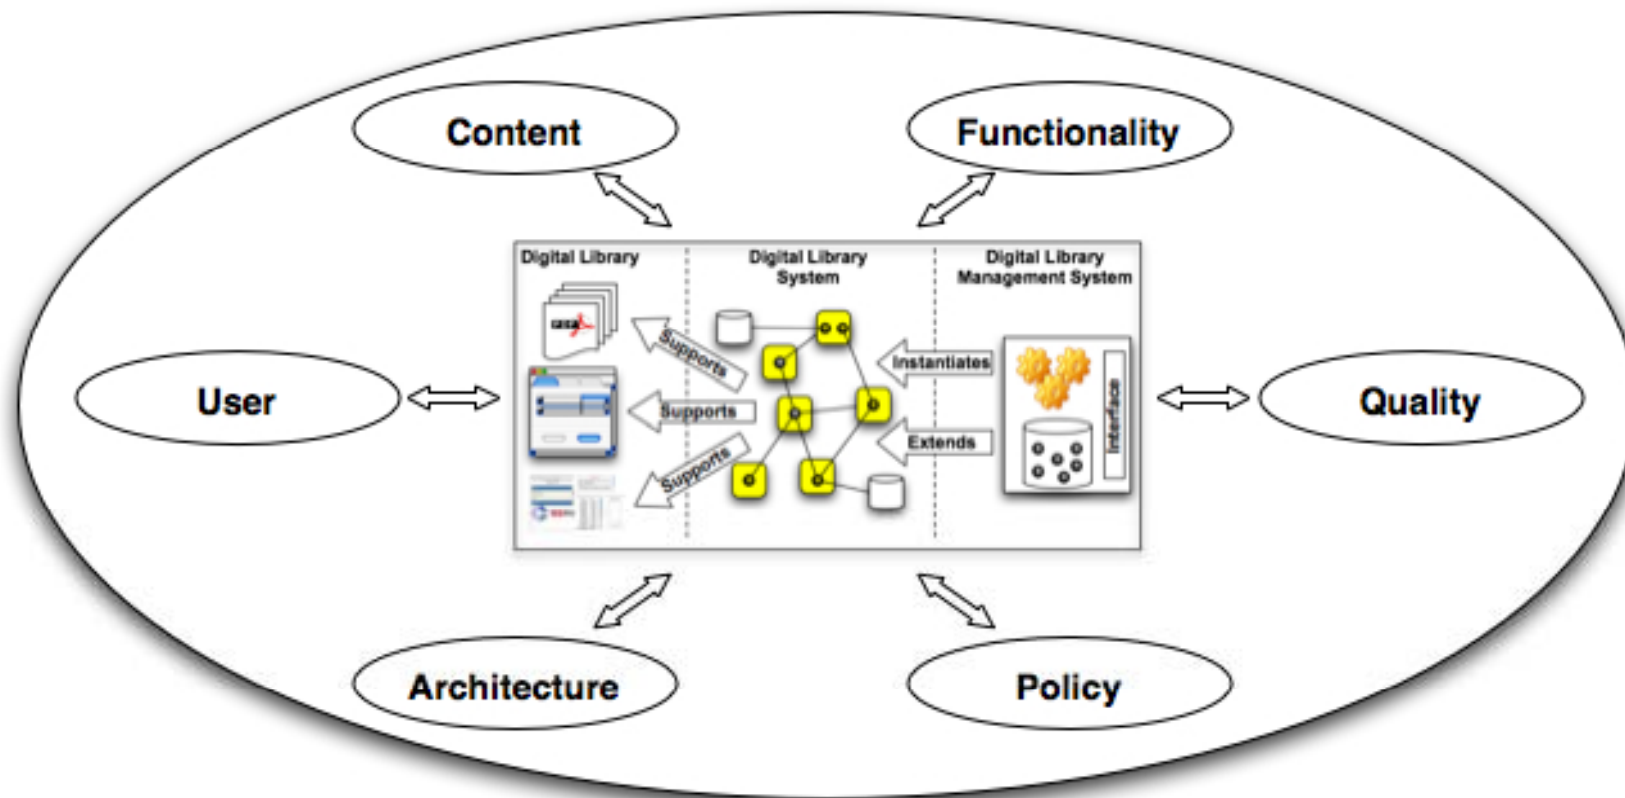 Content
Functionality
Digital Library
Digital Library
System
Digital Library
Management System
Supports
Instantiates
User
Supports
Interface
Quality
Extends
Supports
Architecture
Policy